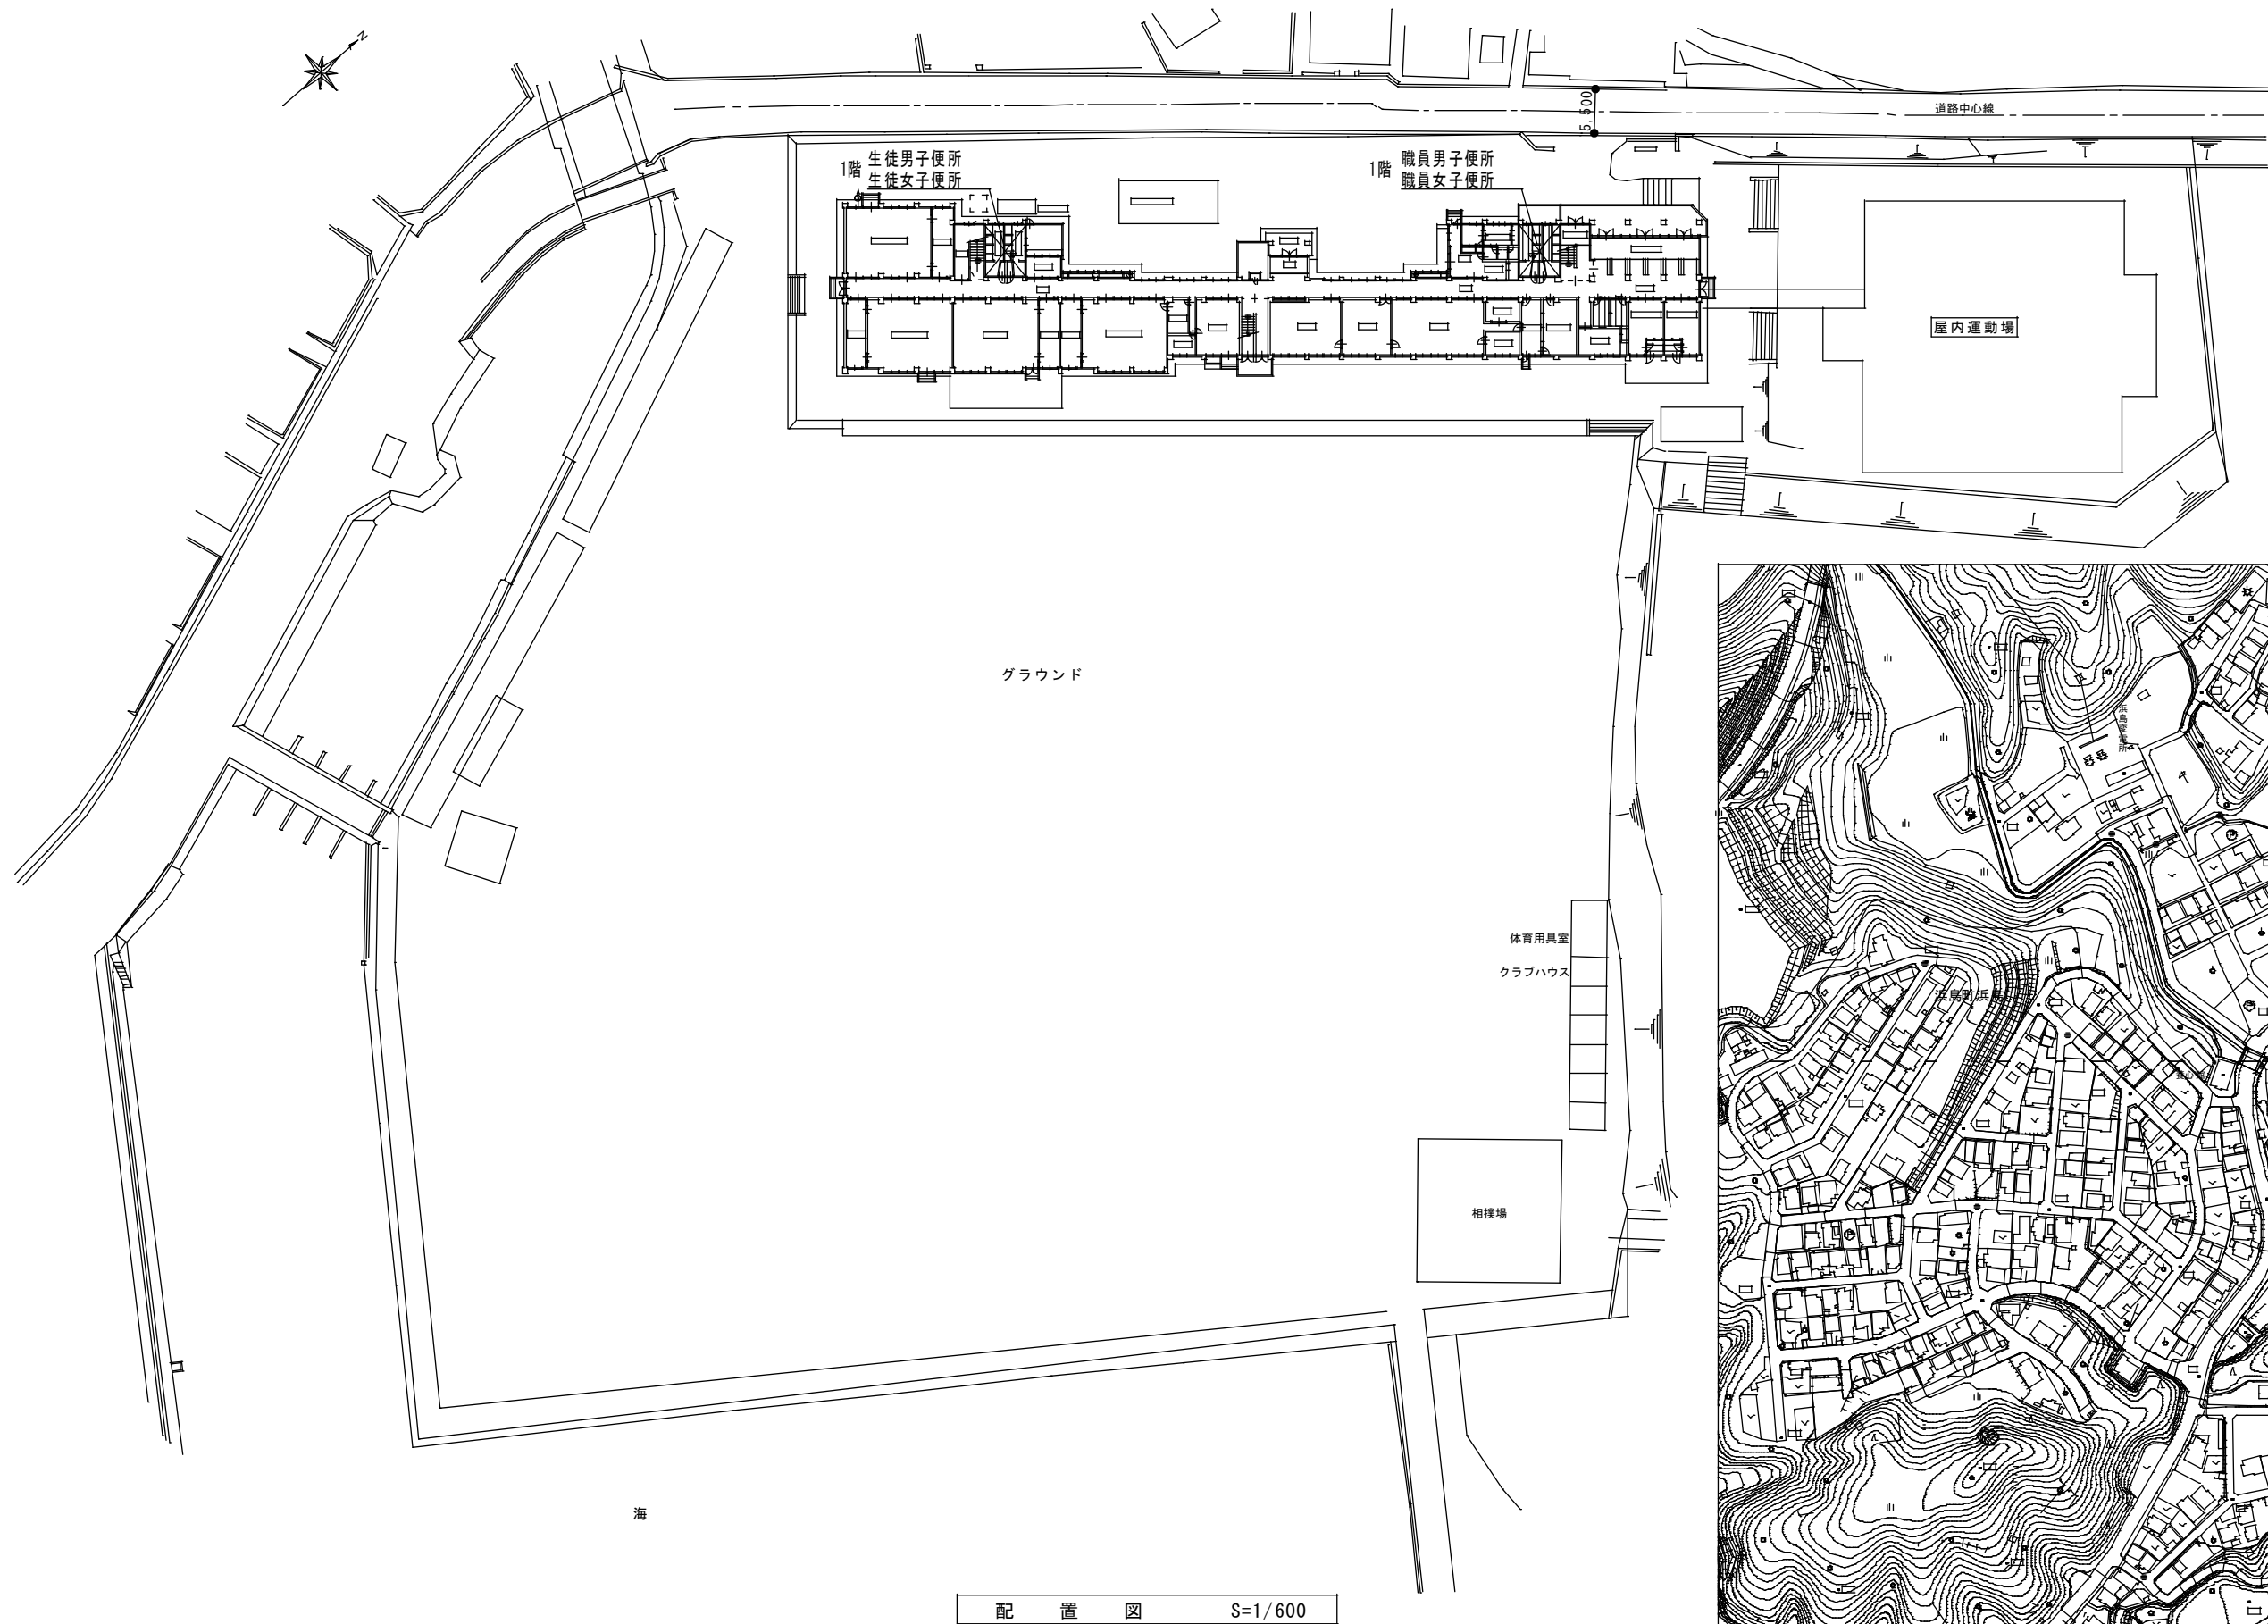 N
道路中心線
5,500
1階
生徒男子便所
生徒女子便所
1階
職員男子便所
職員女子便所
屋内運動場
グラウンド
浜島変電所
体育用具室
クラブハウス
相撲場
海
配置図 S=1/600